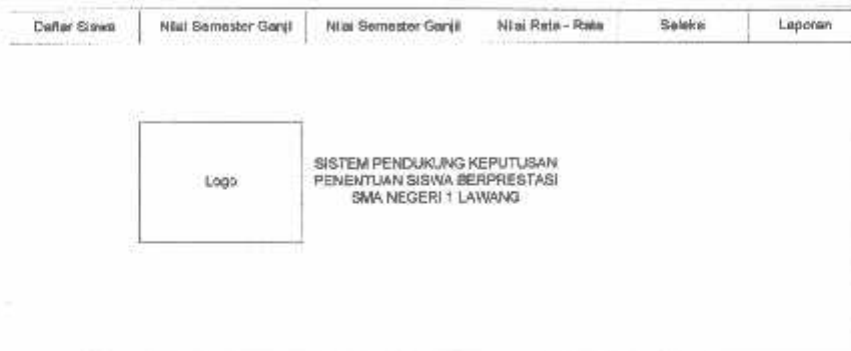 Daftar Siswa
Nilai Semester Ganjil
Nilai Semester Ganjil
Nilai Rata - Rata
Seleksi
Laporan
Logo
SISTEM PENDUKUNG KEPUTUSAN
PENENTUAN SISWA BERPRESTASI
SMA NEGERI 1 LAWANG